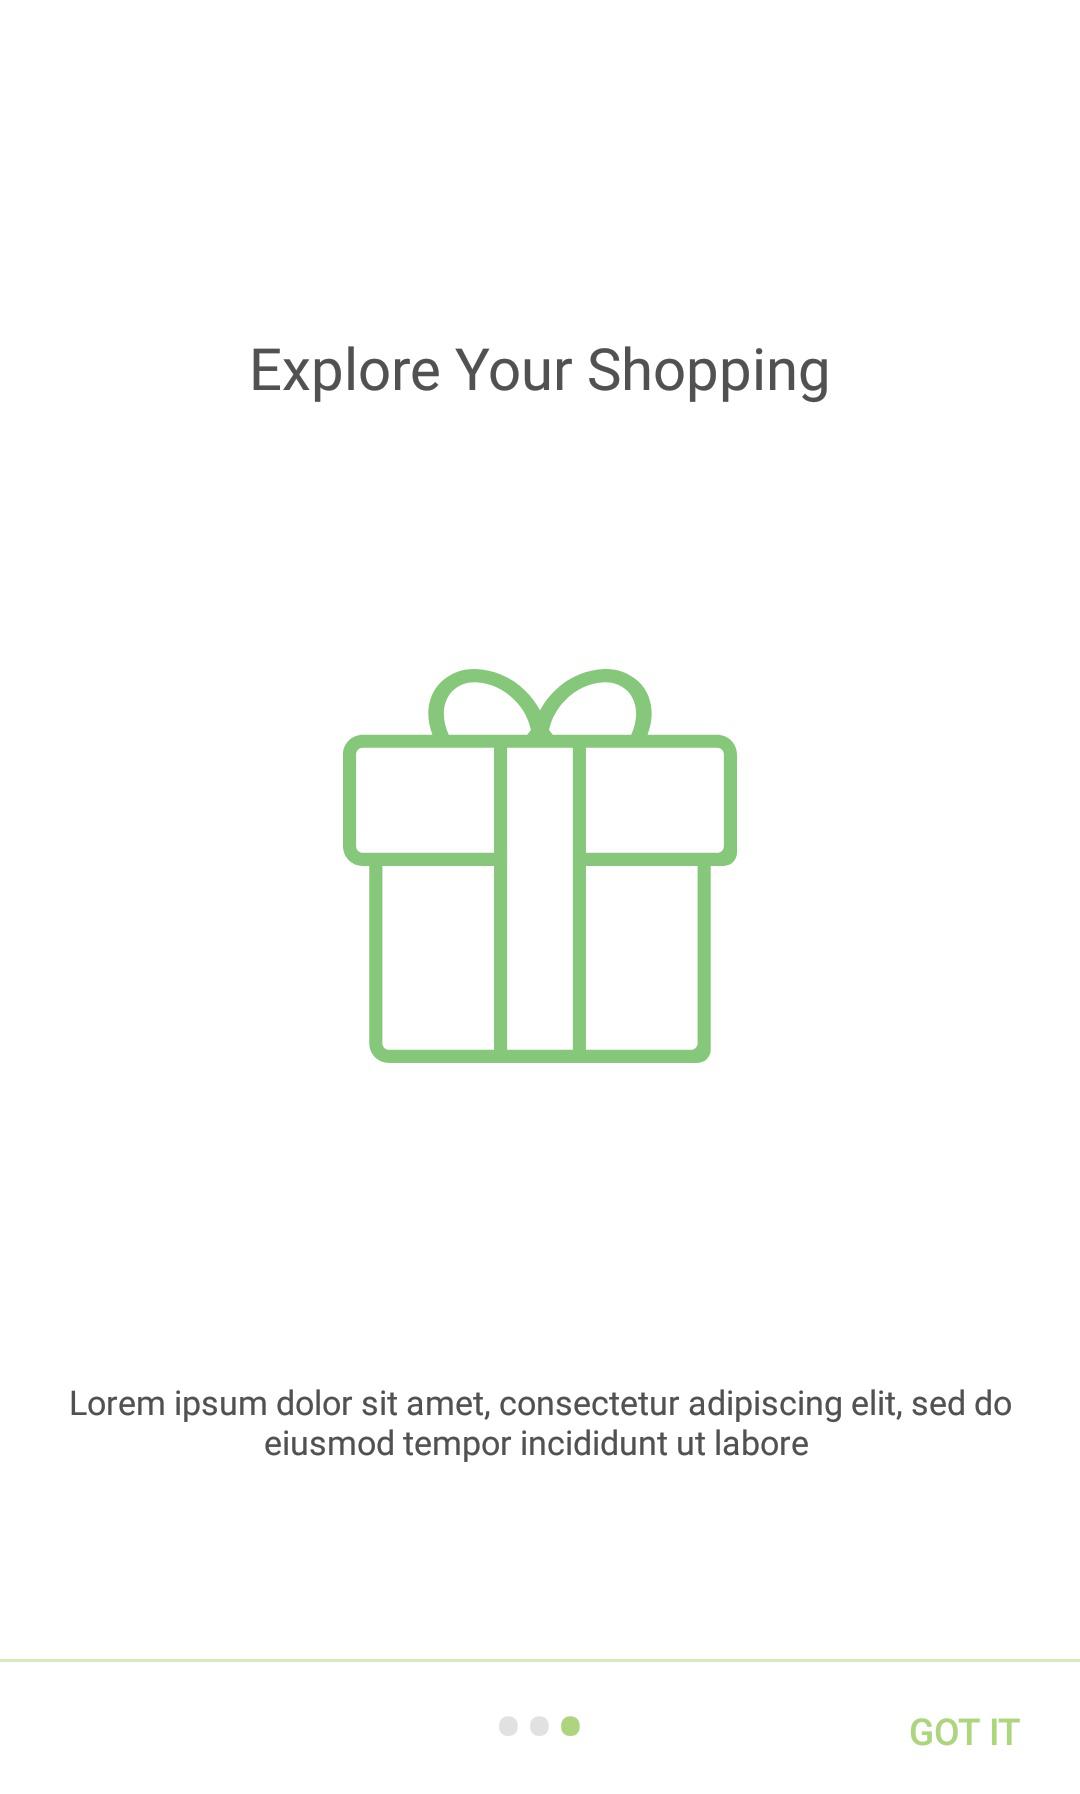 Explore Your Shopping
Lorem ipsum dolor sit amet, consectetur adipiscing elit, sed do
eiusmod tempor incididunt ut labore
GOT IT